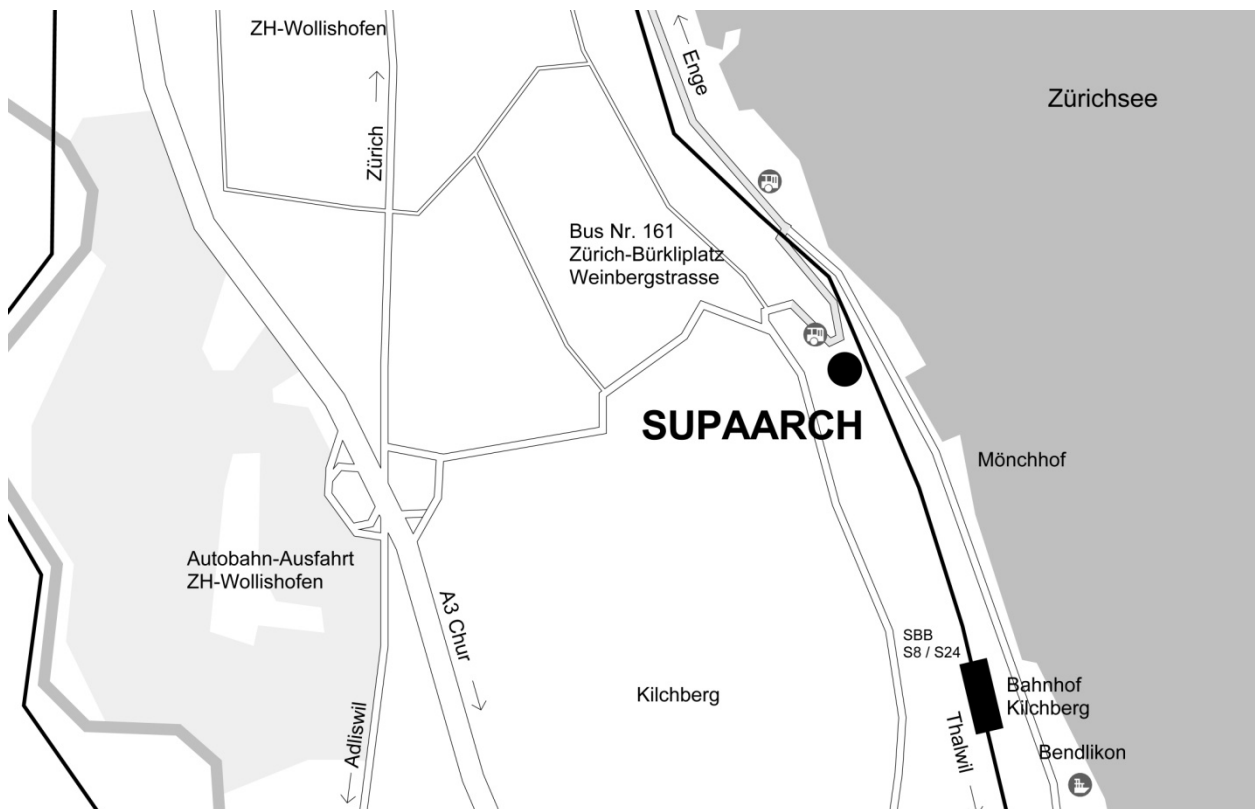 ZH-Wollishofen
Enge
Zürichsee
Zürich
Bus Nr. 161
Zürich-Bürkliplatz
Weinbergstrasse
SUPAARCH
Mönchhof
Autobahn-Ausfahrt
ZH-Wollishofen
A3 Chur
SBB
S8 / S24
Kilchberg
Bahnhof
Kilchberg
Adliswil
Thalwil
Bendlikon